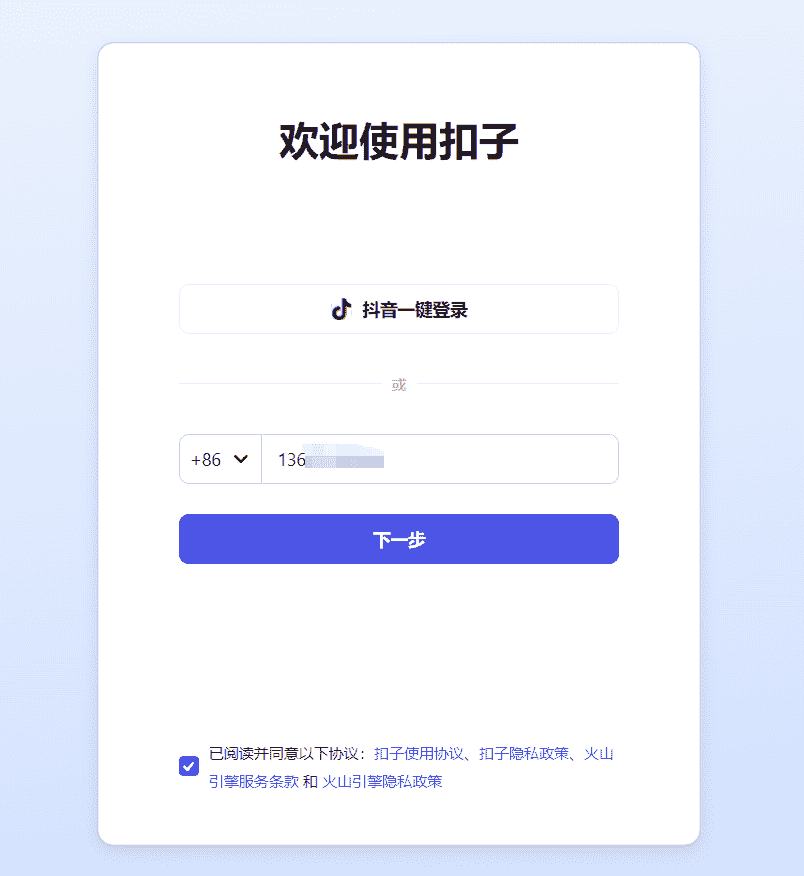 欢迎使用扣子
抖音一键登录
或
+86 136
下一步
已阅读并同意以下协议：扣子使用协议、扣子隐私政策、火山
引擎服务条款 和 火山引擎隐私政策